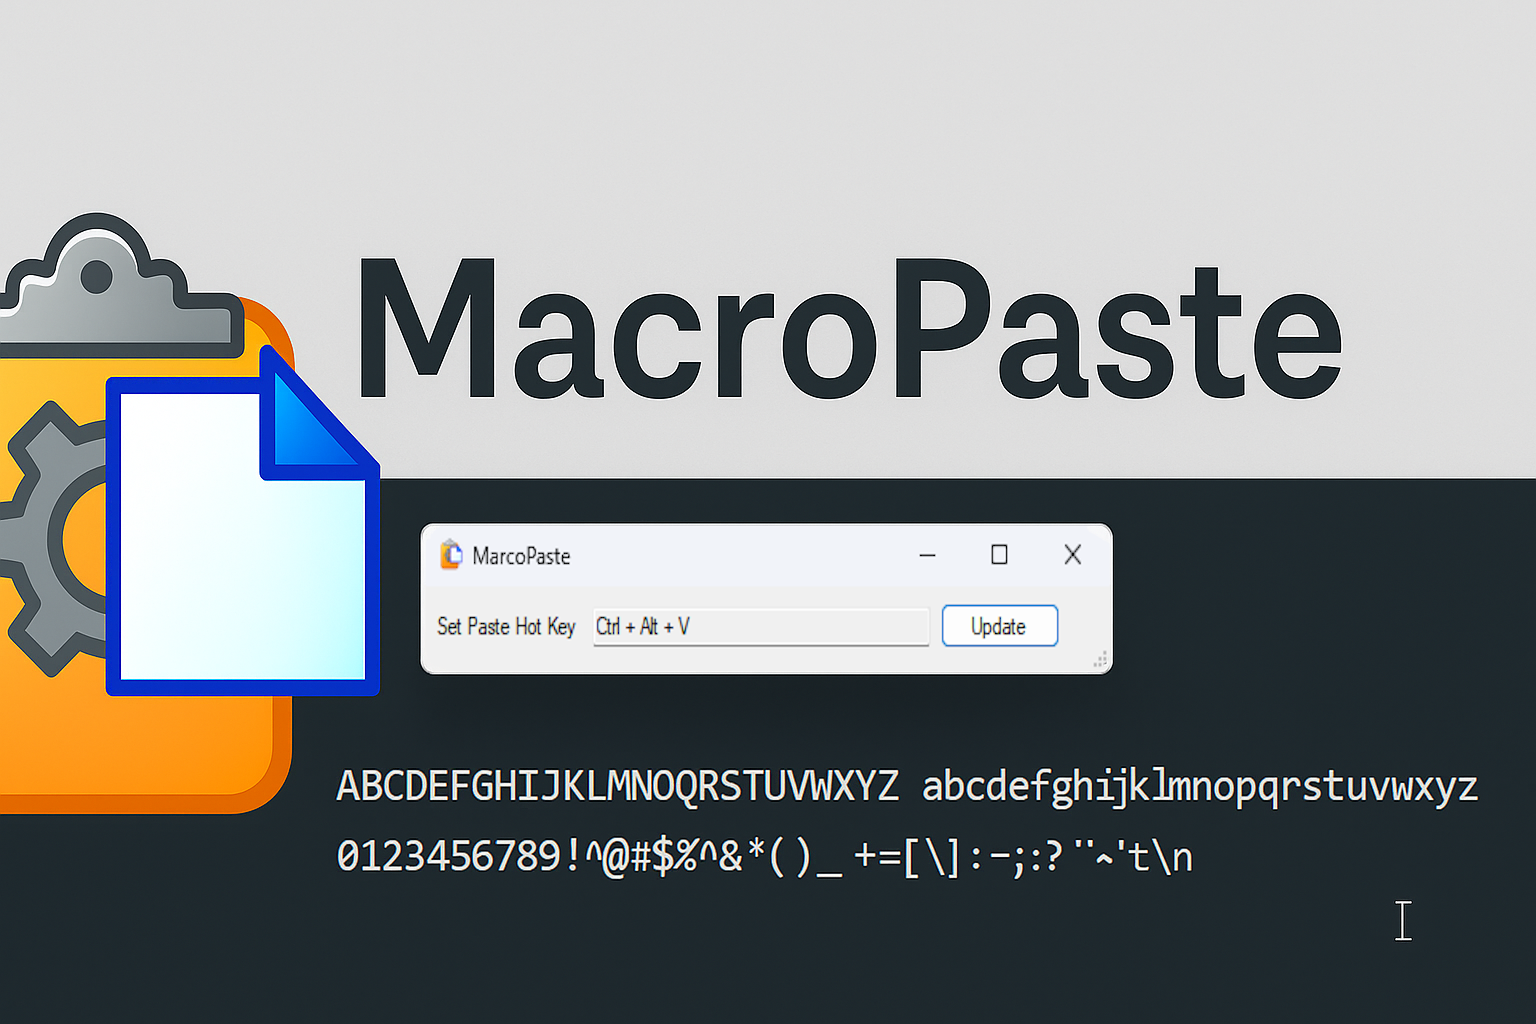 MacroPaste
MarcoPaste
Set Paste Hot Key Ctrl + Alt + V Update
ABCDEFGHIJKLMNOQRSTUVWXYZ abcdefghijklmnopqrstuvwxyz
0123456789!^@#$%^&*()_ +=[\]:-;:? "^'t\n